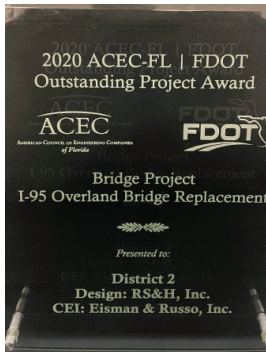 2020 ACEC-FL | FDOT
Outstanding Project Award
ACEC
AMERICAN COUNCIL OF ENGINEERING COMPANIES
of Florida
FDOT
Bridge Project
I-95 Overland Bridge Replacement
Presented to:
District 2
Design: RS&H, Inc.
CEI: Eisman & Russo, Inc.